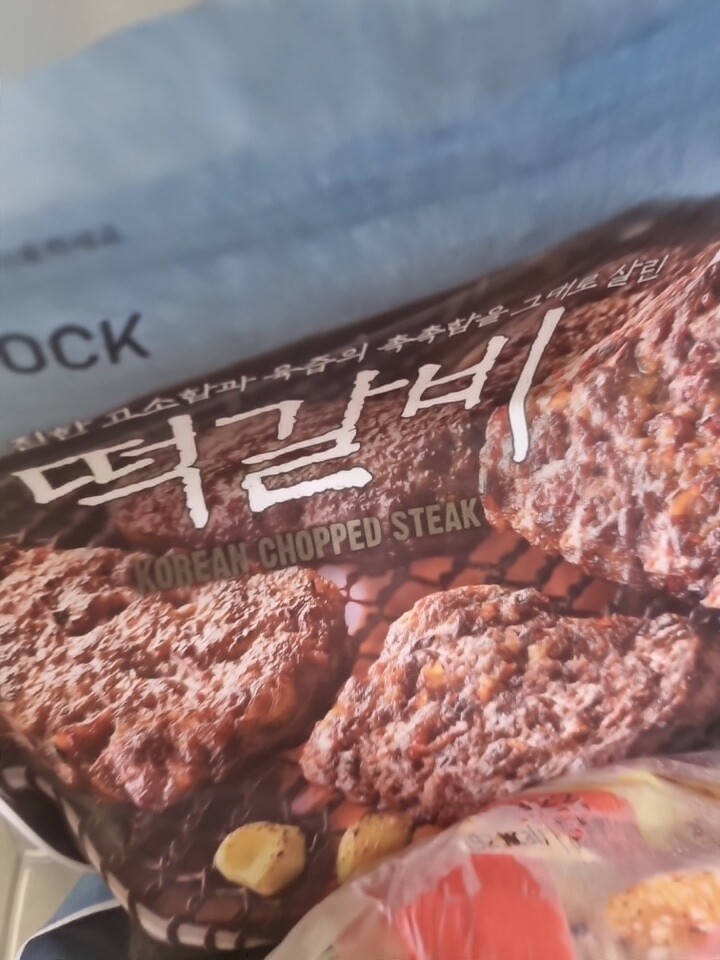 OCK
진한 고소함과 육즙의 촉촉함을 그대로 살린
떡갈비
KOREAN CHOPPED STEAK